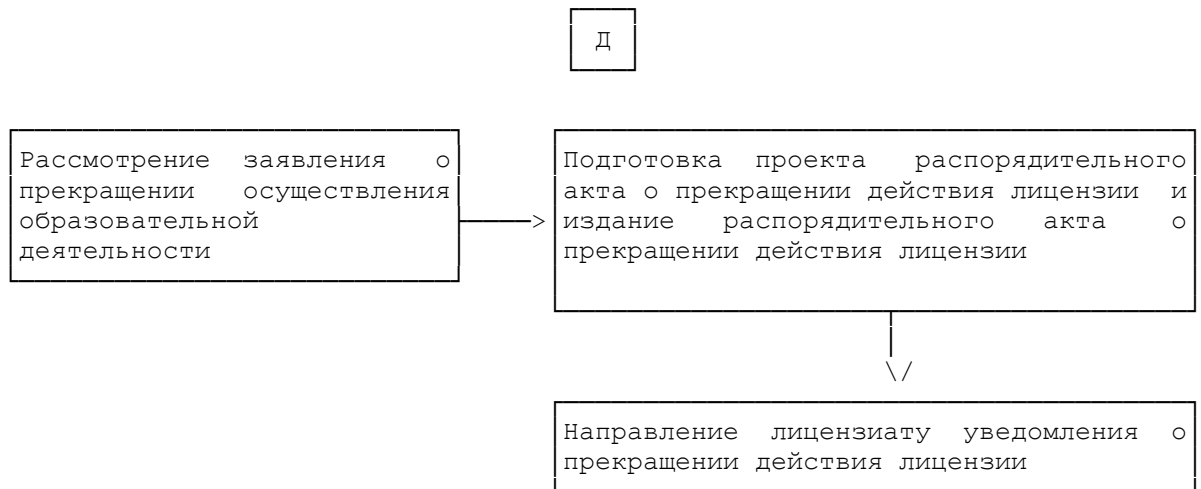 Д
Рассмотрение заявления о
прекращении осуществления
образовательной
деятельности
Подготовка проекта распорядительного
акта о прекращении действия лицензии и
издание распорядительного акта о
прекращении действия лицензии
Направление лицензиату уведомления о
прекращении действия лицензии